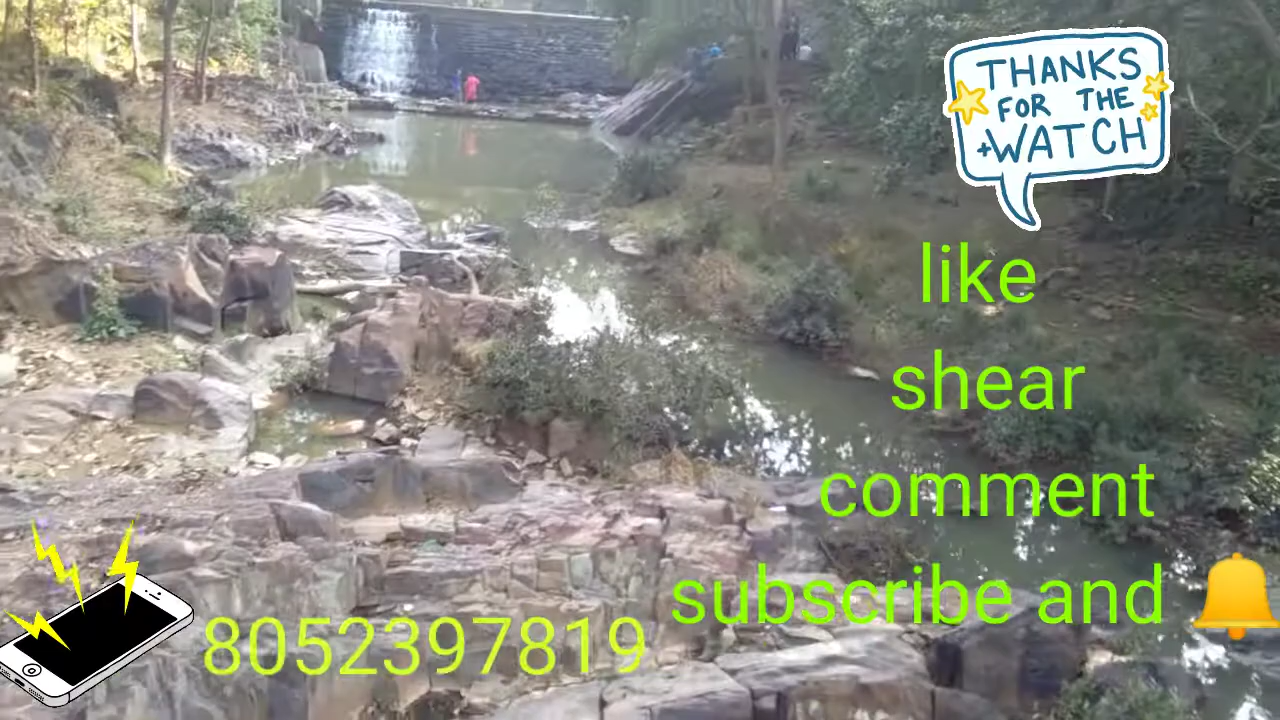 THANKS
FOR THE
WATCH
like
shear
comment
subscribe and 🔔
8052397819